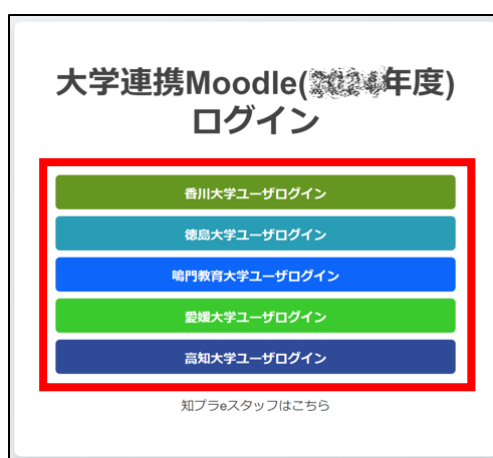 大学連携Moodle(年度)
ログイン
香川大学ユーザログイン
徳島大学ユーザログイン
鳴門教育大学ユーザログイン
愛媛大学ユーザログイン
高知大学ユーザログイン
知プラeスタッフはこちら